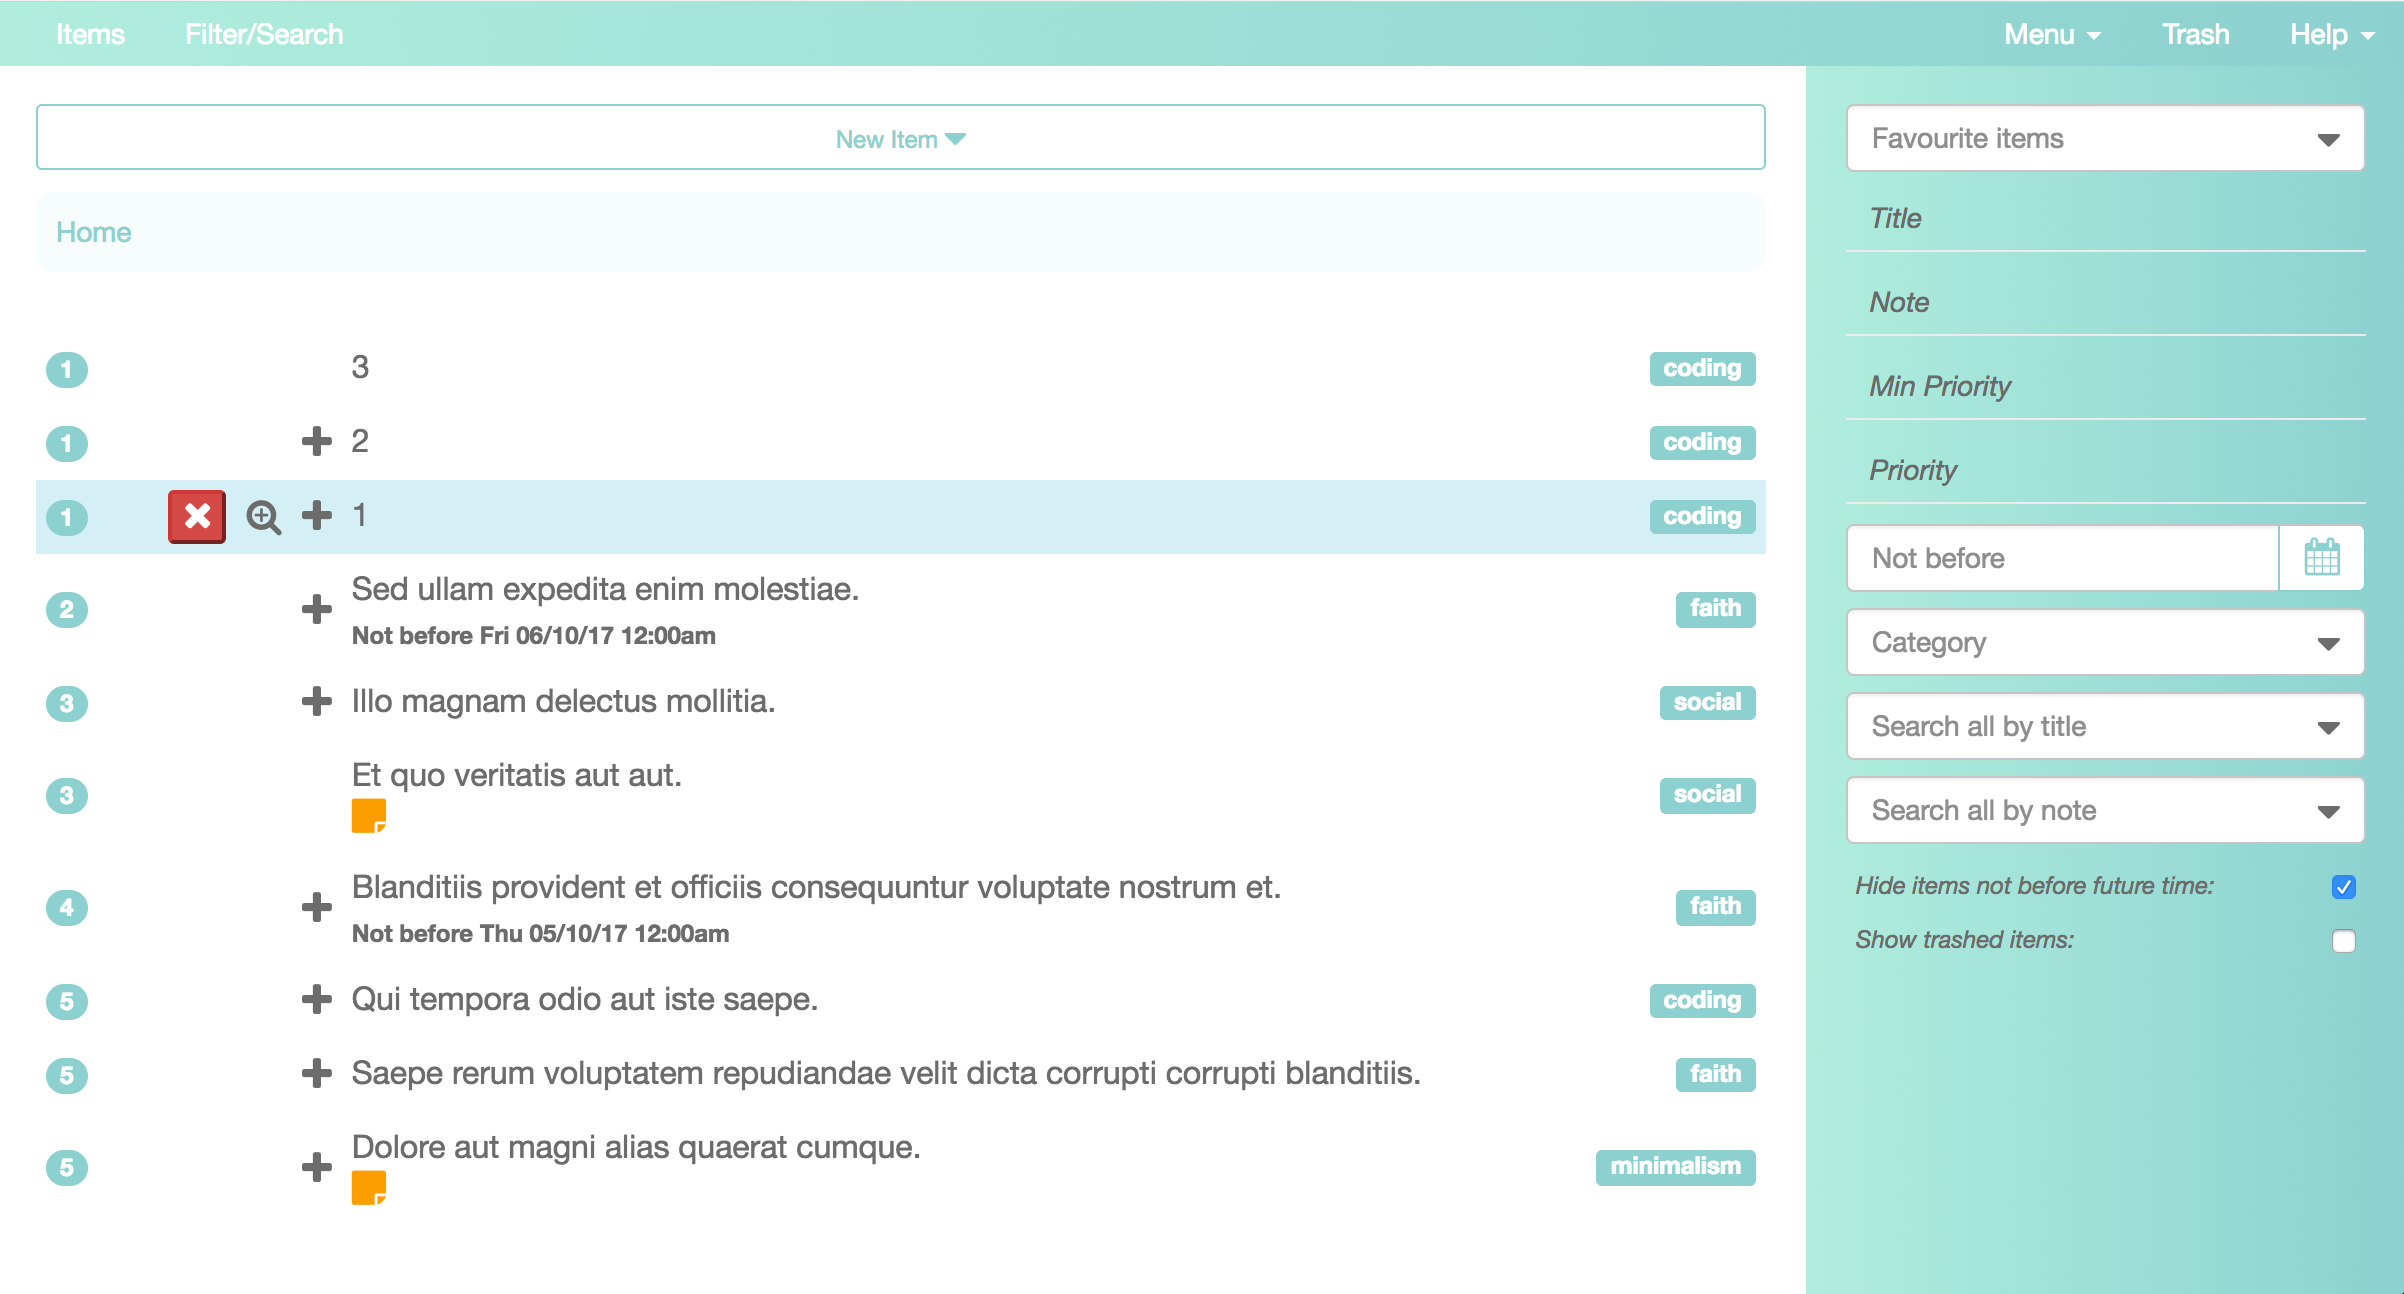 Items Filter/Search Menu Trash Help
New Item
Home
1 3 coding
1 2 coding
1 1 coding
2 Sed ullam expedita enim molestiae. faith
Not before Fri 06/10/17 12:00am
3 Illo magnam delectus mollitia. social
3 Et quo veritatis aut aut. social
4 Blanditiis provident et officiis consequuntur voluptate nostrum et. faith
Not before Thu 05/10/17 12:00am
5 Qui tempora odio aut iste saepe. coding
5 Saepe rerum voluptatem repudiandae velit dicta corrupti corrupti blanditiis. faith
5 Dolore aut magni alias quaerat cumque. minimalism
Favourite items
Title
Note
Min Priority
Priority
Not before
Category
Search all by title
Search all by note
Hide items not before future time:
Show trashed items: